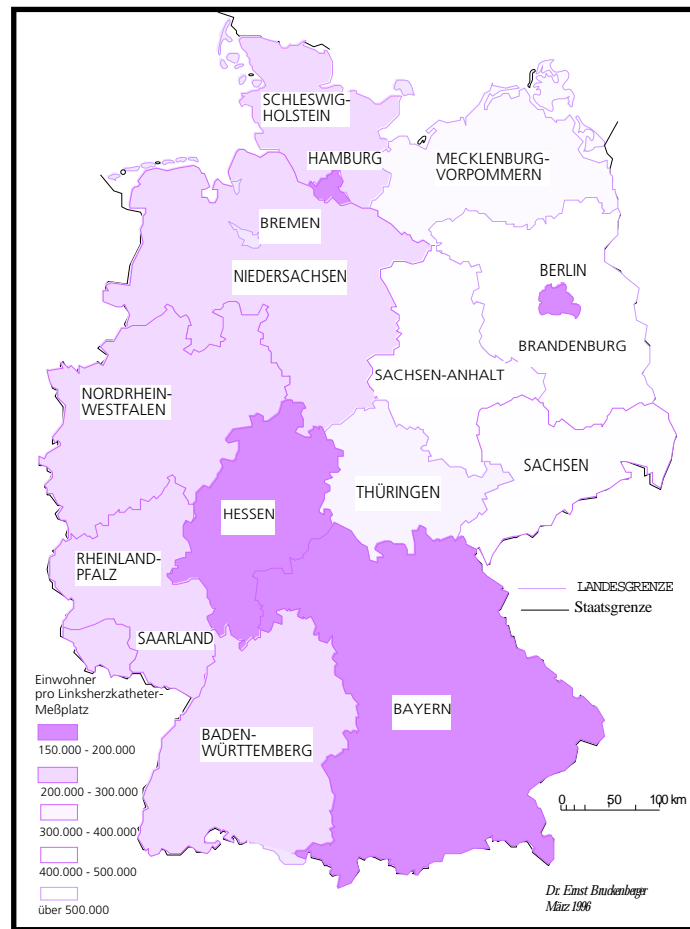 SCHLESWIG-
HOLSTEIN
HAMBURG
MECKLENBURG-
VORPOMMERN
BREMEN
NIEDERSACHSEN
BERLIN
BRANDENBURG
SACHSEN-ANHALT
NORDRHEIN-
WESTFALEN
SACHSEN
THÜRINGEN
HESSEN
RHEINLAND-
PFALZ
SAARLAND
LANDESGRENZE
Staatsgrenze
BAYERN
BADEN-
WÜRTTEMBERG
Einwohner
pro Linksherzkatheter-
Meßplatz
150.000 - 200.000
200.000 - 300.000
300.000 - 400.000
400.000 - 500.000
über 500.000
0 50 100 km
Dr. Ernst Bruckenberger
März 1996